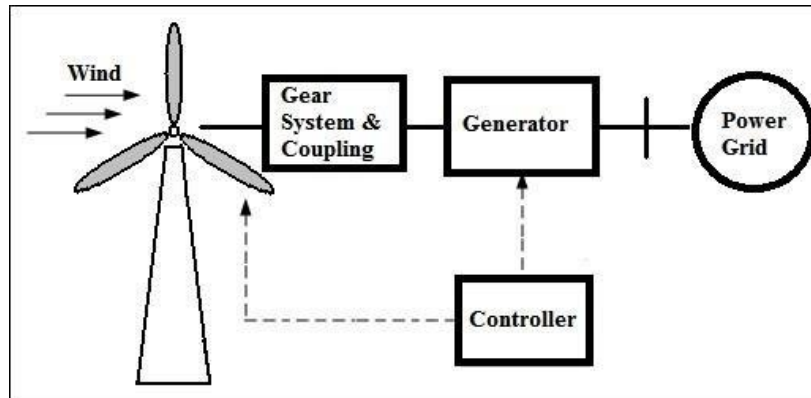 Wind
Gear
System &
Coupling
Generator
Power
Grid
Controller